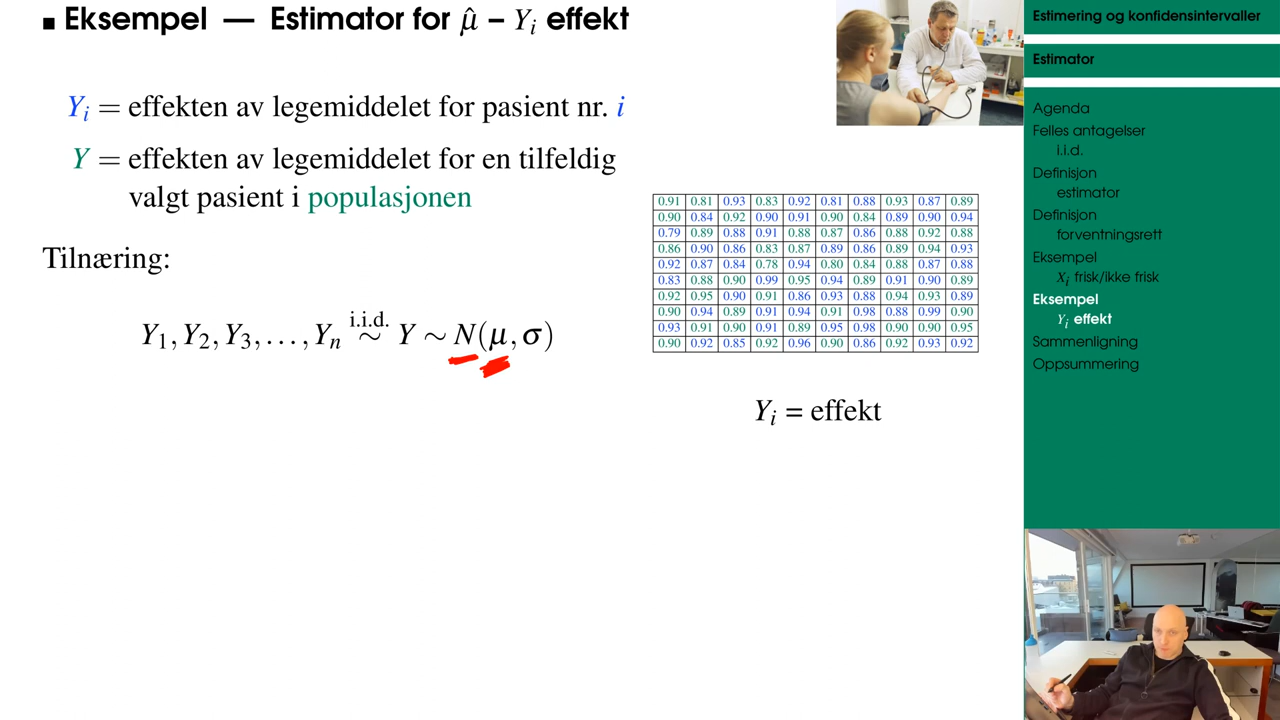 Eksempel — Estimator for μ̂ – Yᵢ effekt
Yᵢ = effekten av legemiddelet for pasient nr. i
Y = effekten av legemiddelet for en tilfeldig
valgt pasient i populasjonen
Tilnæring:
i.i.d.
Y₁, Y₂, Y₃, …, Yₙ ∼ Y ∼ N(μ, σ)
0.91 0.81 0.93 0.83 0.92 0.81 0.88 0.93 0.87 0.89
0.90 0.84 0.92 0.90 0.91 0.90 0.84 0.89 0.90 0.94
0.79 0.89 0.88 0.91 0.88 0.87 0.86 0.88 0.92 0.88
0.86 0.90 0.86 0.83 0.87 0.89 0.86 0.89 0.94 0.93
0.92 0.87 0.84 0.78 0.94 0.80 0.84 0.88 0.87 0.88
0.83 0.88 0.90 0.99 0.95 0.94 0.89 0.91 0.90 0.89
0.92 0.95 0.90 0.91 0.86 0.93 0.88 0.94 0.93 0.89
0.90 0.94 0.89 0.91 0.94 0.91 0.98 0.88 0.99 0.90
0.93 0.91 0.90 0.91 0.89 0.95 0.98 0.90 0.90 0.95
0.90 0.92 0.85 0.92 0.96 0.90 0.86 0.92 0.93 0.92
Yᵢ = effekt
Estimering og konfidensintervaller
Estimator
Agenda
Felles antagelser
i.i.d.
Definisjon
estimator
Definisjon
forventningsrett
Eksempel
Xᵢ frisk/ikke frisk
Eksempel
Yᵢ effekt
Sammenligning
Oppsummering